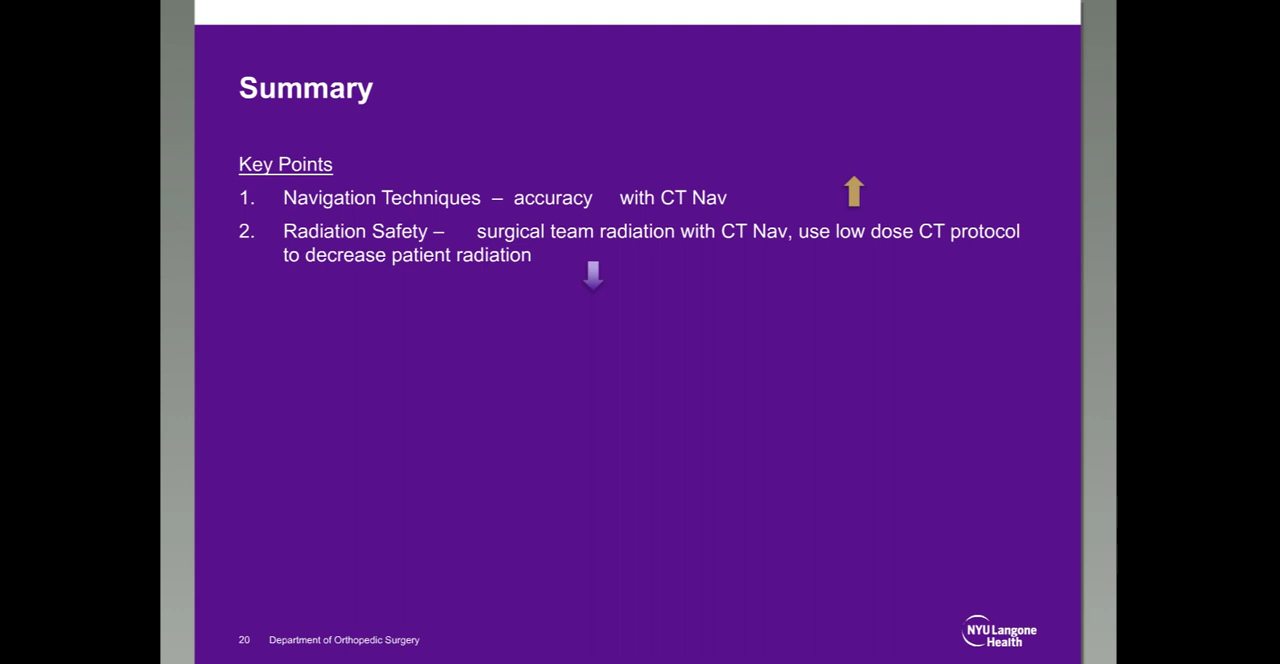 Summary
Key Points
1. Navigation Techniques – accuracy with CT Nav
2. Radiation Safety – surgical team radiation with CT Nav, use low dose CT protocol
to decrease patient radiation
20 Department of Orthopedic Surgery
NYU Langone
Health